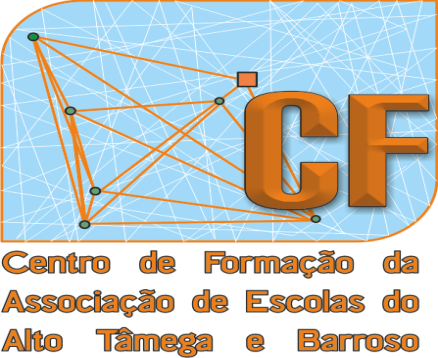 CF
Centro de Formação da
Associação de Escolas do
Alto Tâmega e Barroso